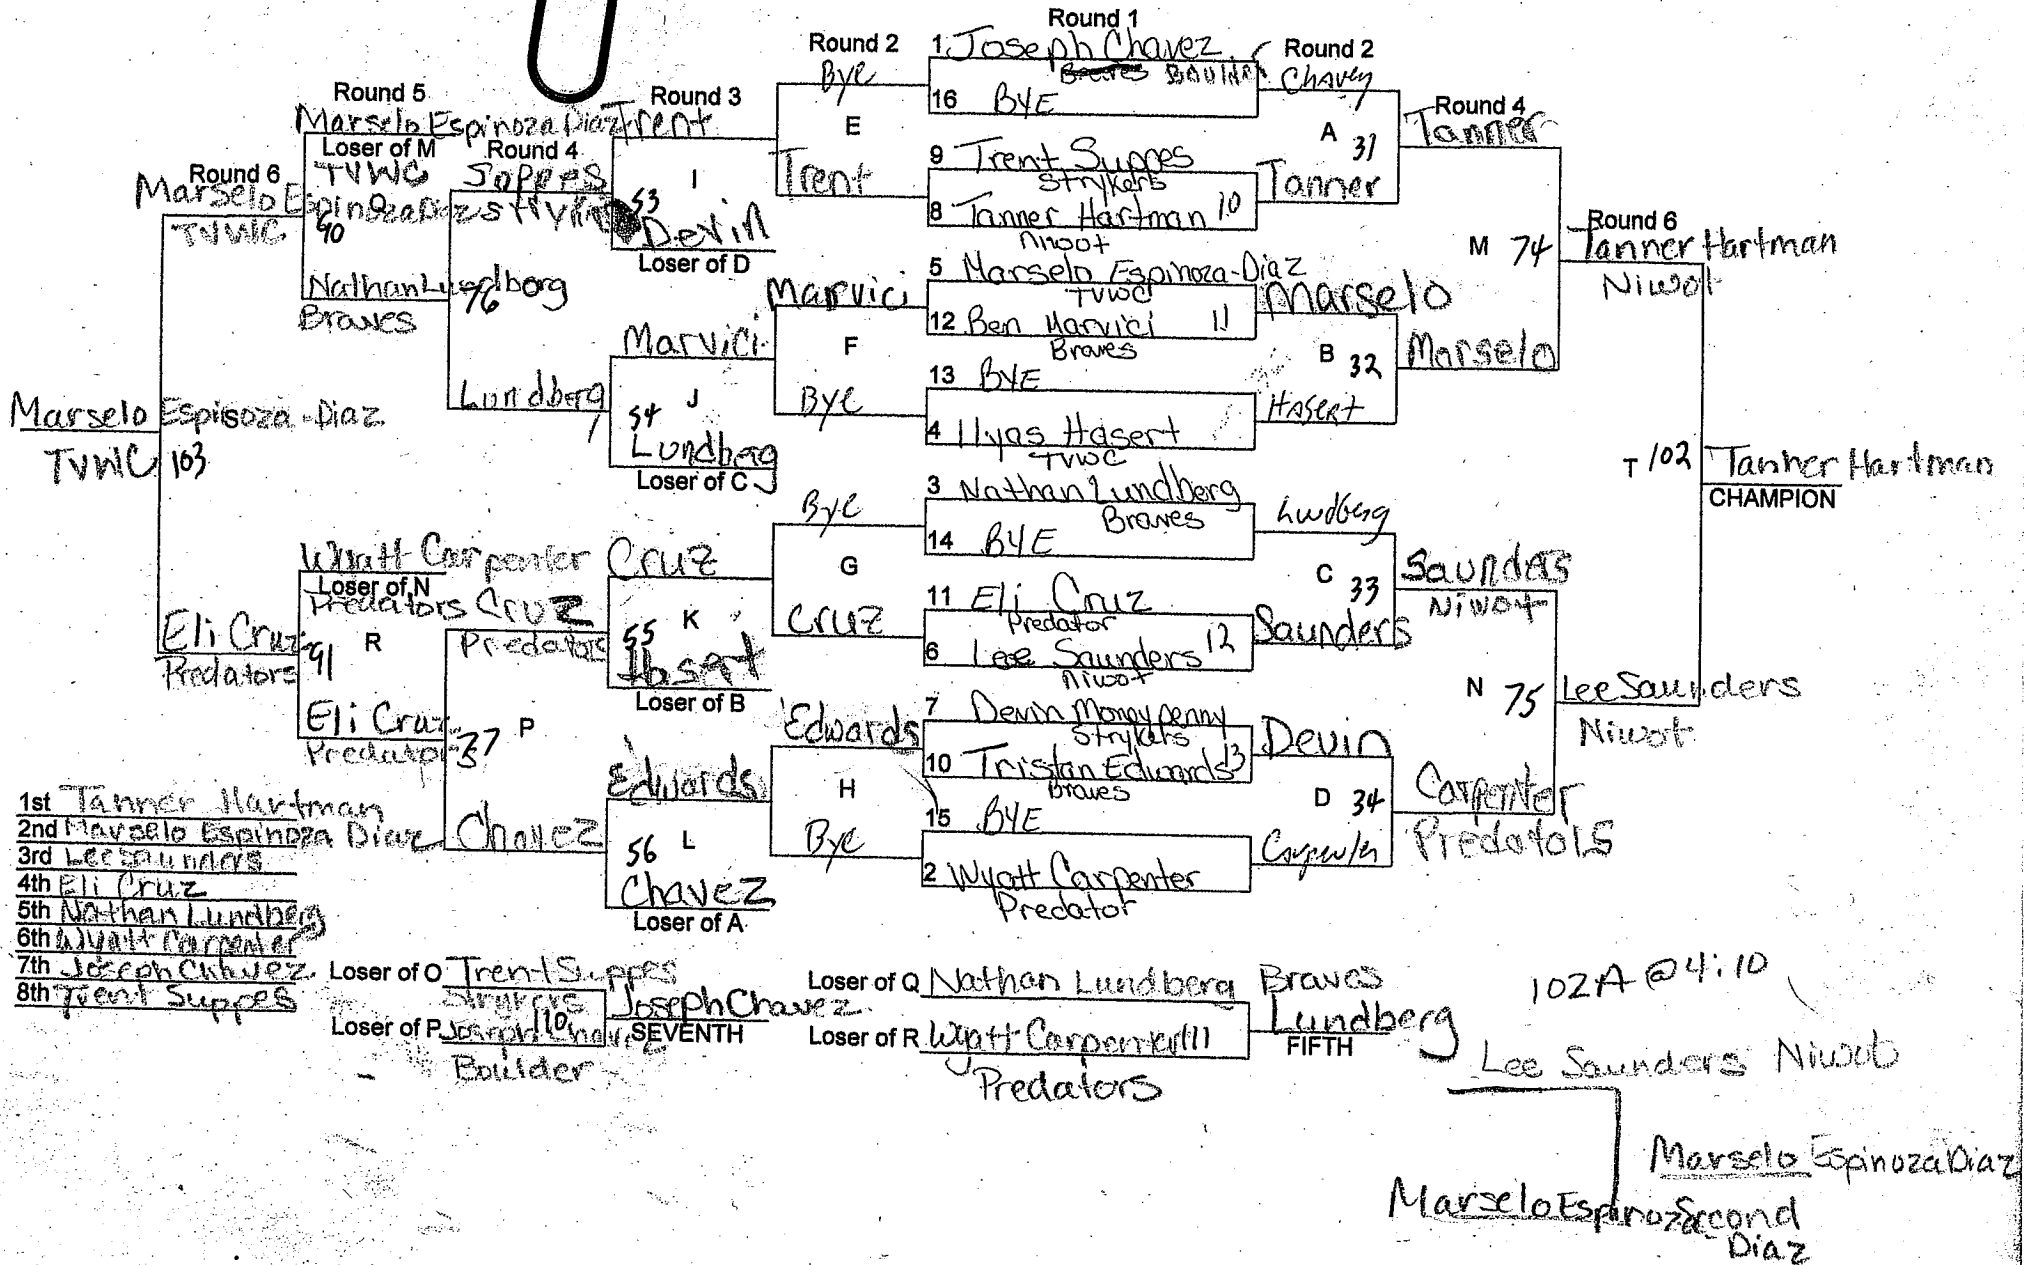 Round 1
Round 2
1 Joseph Chavez
Round 2
Bye
Boulder
Chavez
16 BYE
Round 5
Round 3
Round 4
Marselo Espinoza Diaz
Trent
E
A 31
Tanner
Loser of M
Round 4
9 Trent Suppes
Strykers
Round 6
TVWC
Suppes
I
Trent
Tanner
Marselo Espinoza Diaz
53
8 Tanner Hartman 10
Niwot
TVWC
90
Devin
Loser of D
M 74
Round 6
Tanner Hartman
Niwot
5 Marselo Espinoza-Diaz
TVWC
Nathan Lundberg
76
Marvici
Marselo
Braves
12 Ben Marvici 11
Braves
Marvici
F
B 32
Marselo
13 BYE
Lundberg
J
Bye
Hasert
54
4 Ilyas Hasert
TVWC
Marselo Espisoza-Diaz
TVWC 103
Lundberg
Loser of C
T 102
Tanner Hartman
CHAMPION
3 Nathan Lundberg
Braves
Bye
Lundberg
14 BYE
Wyatt Carpenter
Cruz
G
C 33
Saunders
Niwot
Loser of N
Predators
Cruz
Predators
11 Eli Cruz
Predator
Eli Cruz
Predators
91
R
55
K
Cruz
Saunders
Hasert
6 Lee Saunders 12
Niwot
Loser of B
N 75
Lee Saunders
Niwot
7 Devin Moneypenny
Strykers
Eli Cruz
Predators
77
P
Edwards
Devin
10 Tristan Edwards 13
Braves
Edwards
H
D 34
Carpenter
Predators
15 BYE
Chavez
56
L
Bye
Carpenter
Chavez
2 Wyatt Carpenter
Predator
Loser of A
1st Tanner Hartman
2nd Marselo Espinoza Diaz
3rd Lee Saunders
4th Eli Cruz
5th Nathan Lundberg
6th Wyatt Carpenter
7th Joseph Chavez
8th Trent Suppes
Loser of O Trent Suppes
Strykers
110
Joseph Chavez
SEVENTH
Loser of P Joseph Chavez
Boulder
Loser of Q Nathan Lundberg Braves
Lundberg
FIFTH
Loser of R Wyatt Carpenter 111
Predators
102A @ 4:10
Lee Saunders Niwot
Marselo Espinoza Diaz
Second
Marselo Espinoza
Diaz